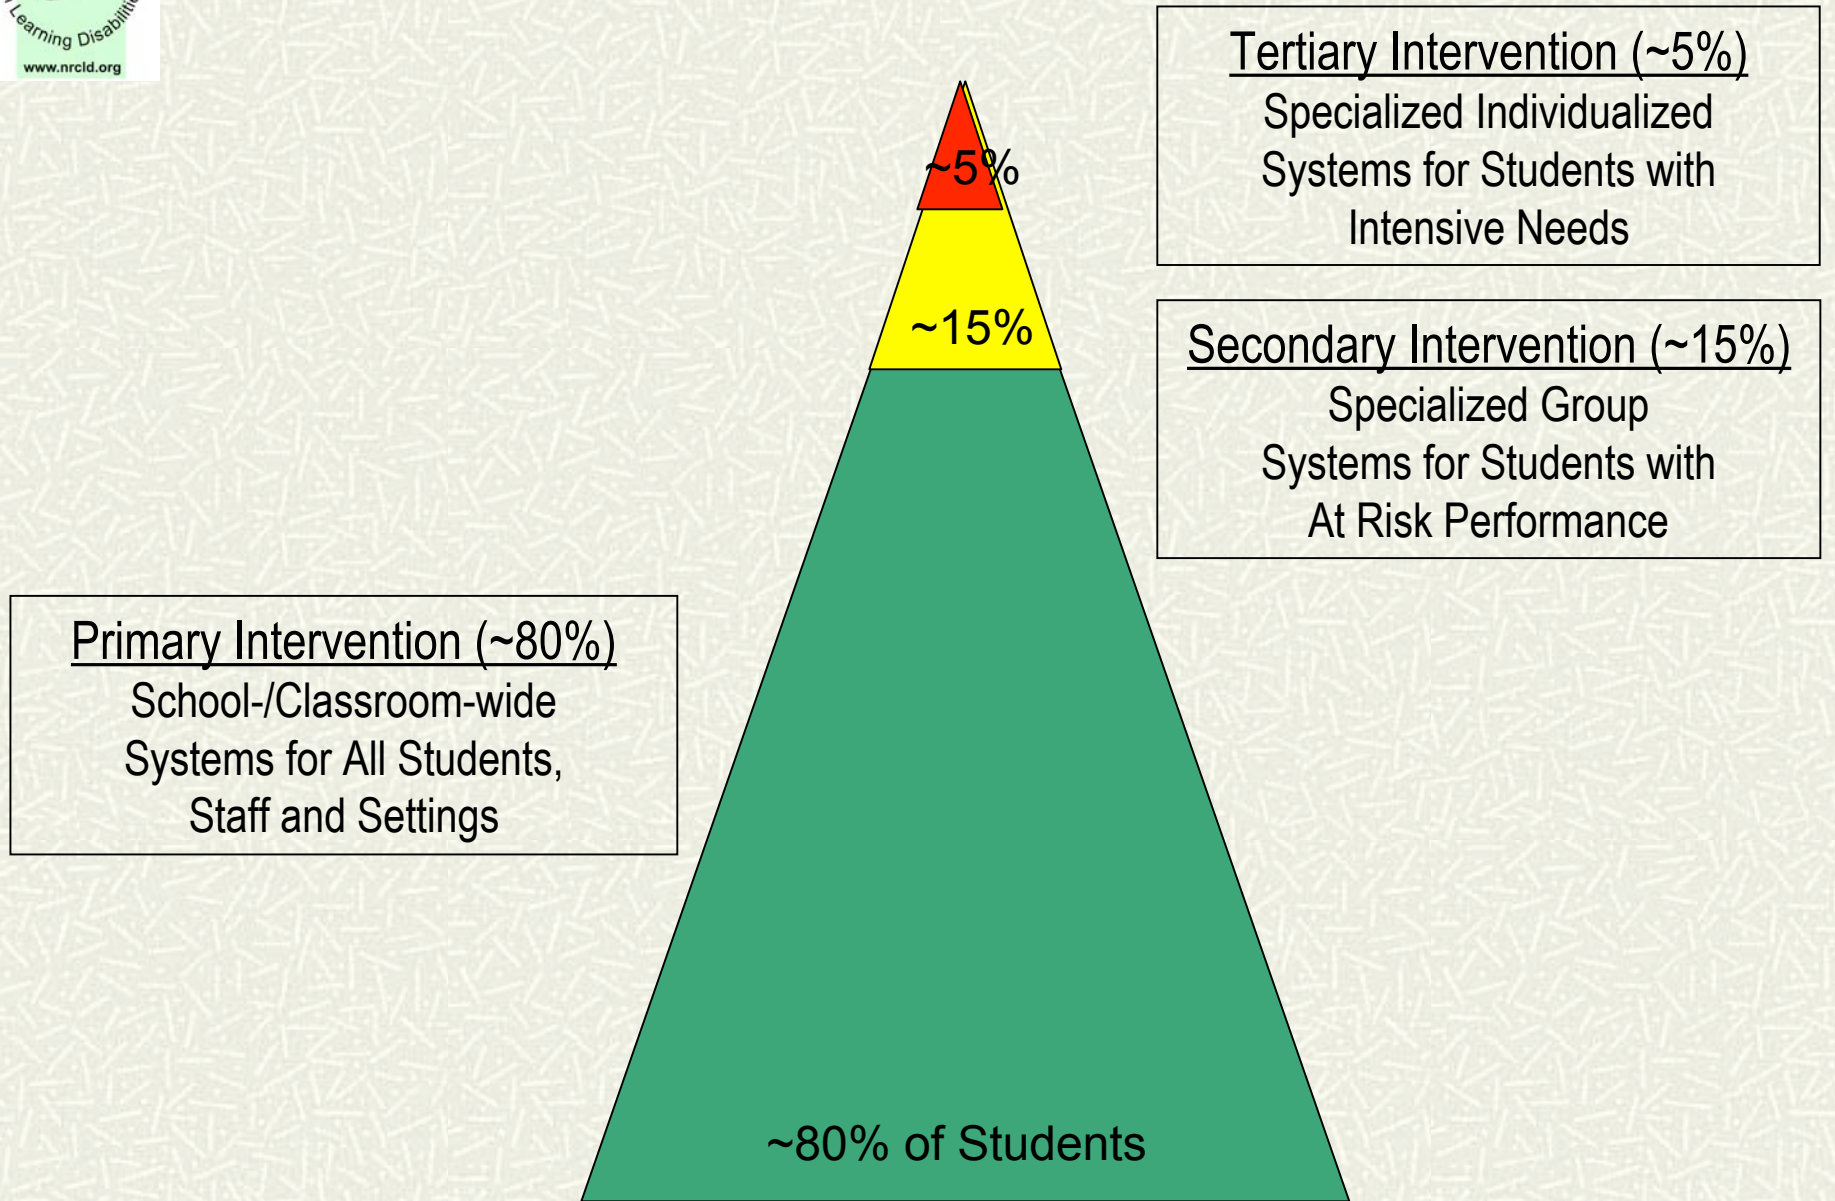 Learning Disabilities
www.nrcld.org
Tertiary Intervention (~5%)
Specialized Individualized
Systems for Students with
Intensive Needs
~5%
~15%
Secondary Intervention (~15%)
Specialized Group
Systems for Students with
At Risk Performance
Primary Intervention (~80%)
School-/Classroom-wide
Systems for All Students,
Staff and Settings
~80% of Students